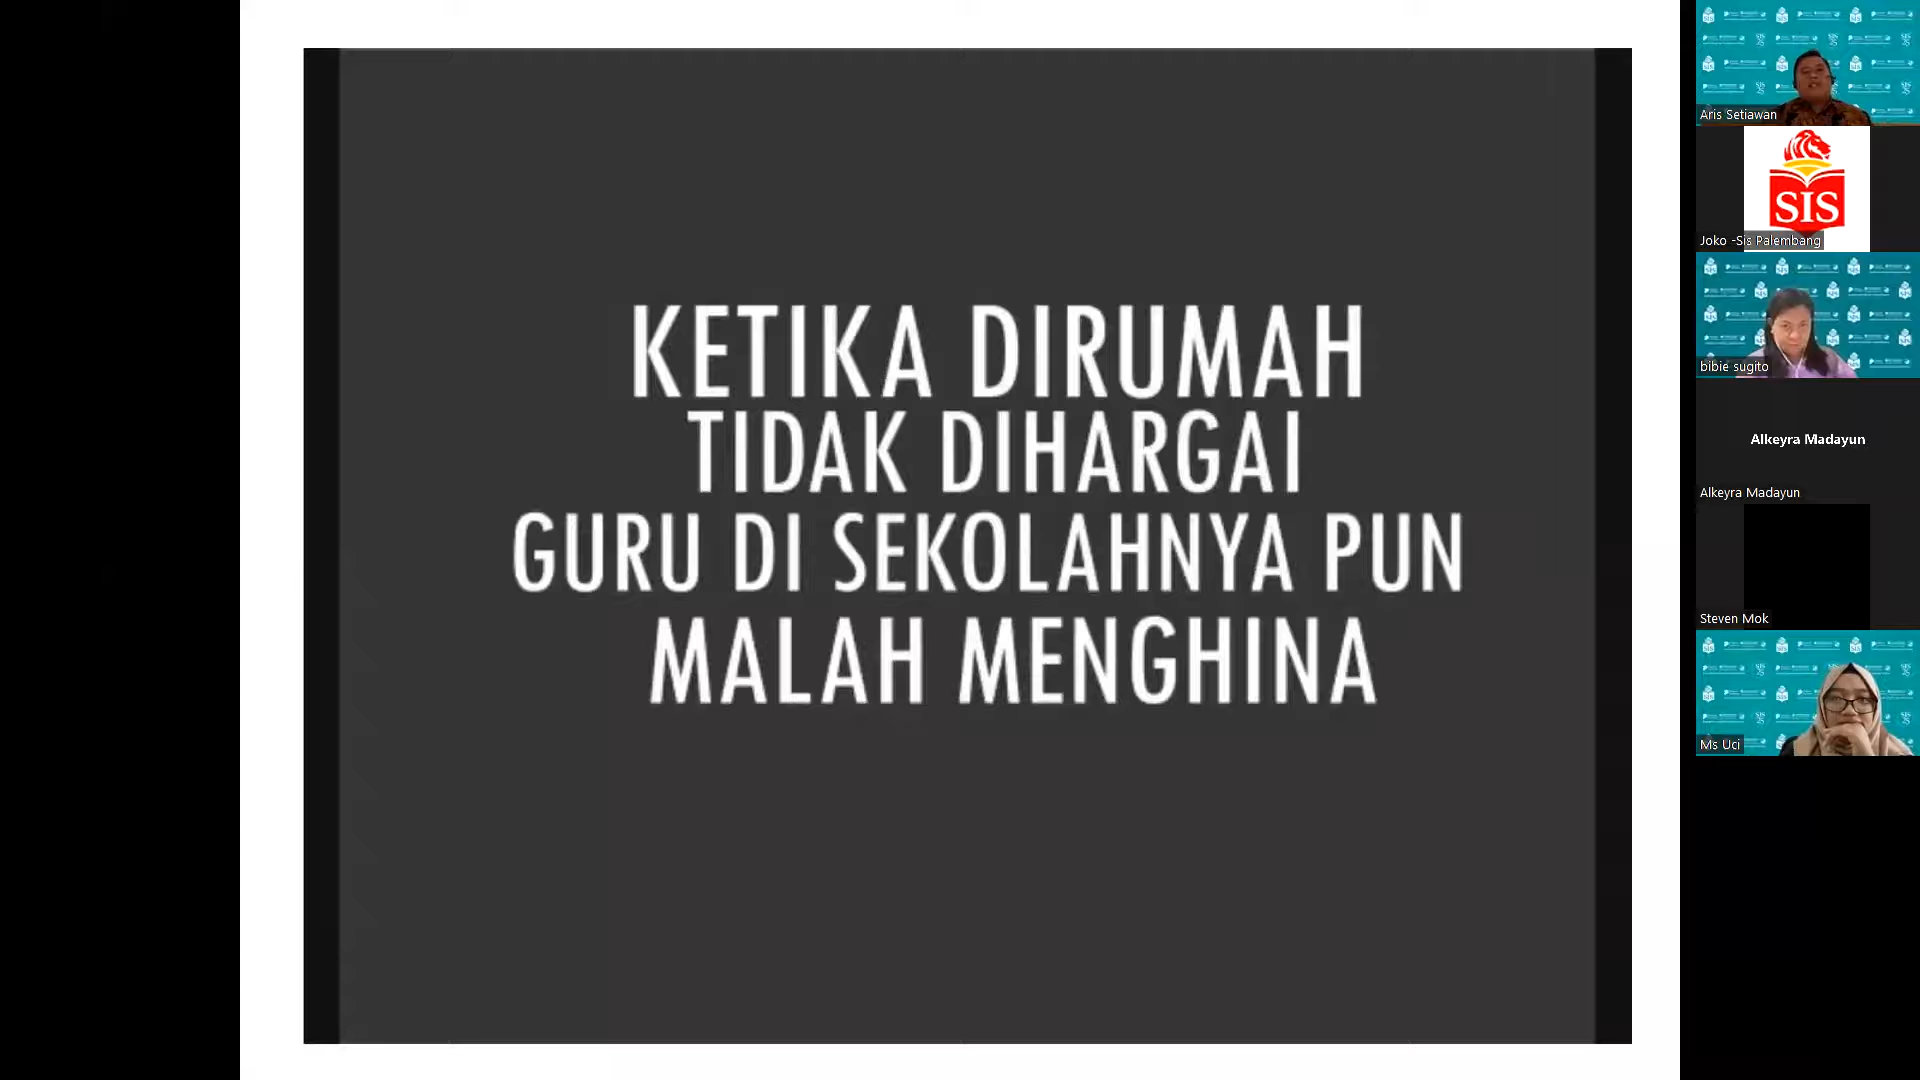 KETIKA DIRUMAH
TIDAK DIHARGAI
GURU DI SEKOLAHNYA PUN
MALAH MENGHINA
Aris Setiawan
SIS
Joko -Sis Palembang
bibie sugito
Alkeyra Madayun
Alkeyra Madayun
Steven Mok
Ms Uci